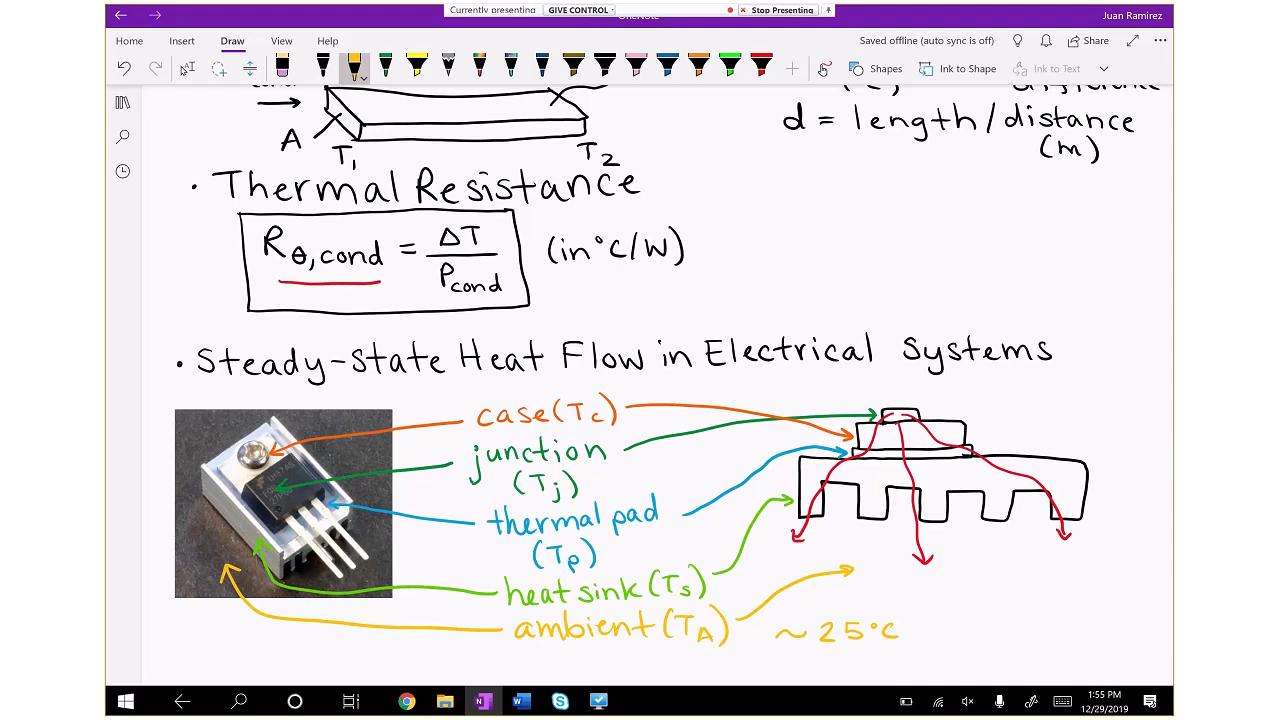 Currently presenting GIVE CONTROL Stop Presenting
OneNote
Juan Ramirez
Home Insert Draw View Help
Saved offline (auto sync is off) Share
Shapes Ink to Shape Ink to Text
d = length/distance
(m)
A T1 T2
• Thermal Resistance
Rθ,cond = ΔT / Pcond (in °C/W)
• Steady-State Heat Flow in Electrical Systems
case (Tc)
junction
(Tj)
thermal pad
(Tp)
heat sink (Ts)
ambient (TA) ~ 25°C
1:55 PM
12/29/2019